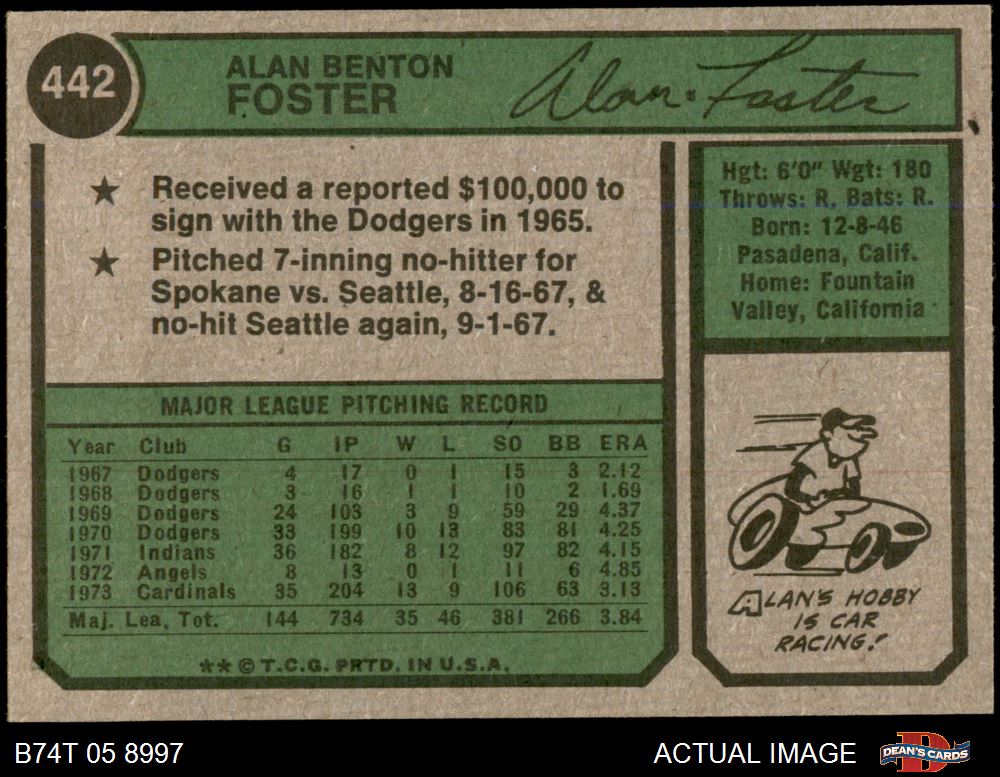 442
ALAN BENTON
FOSTER
Alan Foster
★ Received a reported $100,000 to
sign with the Dodgers in 1965.
★ Pitched 7-inning no-hitter for
Spokane vs. Seattle, 8-16-67, &
no-hit Seattle again, 9-1-67.
Hgt: 6'0" Wgt: 180
Throws: R. Bats: R.
Born: 12-8-46
Pasadena, Calif.
Home: Fountain
Valley, California
MAJOR LEAGUE PITCHING RECORD
Year Club G IP W L SO BB ERA
1967 Dodgers 4 17 0 1 15 3 2.12
1968 Dodgers 3 16 1 1 10 2 1.69
1969 Dodgers 24 103 3 9 59 29 4.37
1970 Dodgers 33 199 10 13 83 81 4.25
1971 Indians 36 182 8 12 97 82 4.15
1972 Angels 8 13 0 1 11 6 4.85
1973 Cardinals 35 204 13 9 106 63 3.13
Maj. Lea. Tot. 144 734 35 46 381 266 3.84
** © T.C.G. PRTD. IN U.S.A.
ALAN'S HOBBY
IS CAR
RACING!
B74T 05 8997
ACTUAL IMAGE
DEAN'S CARDS